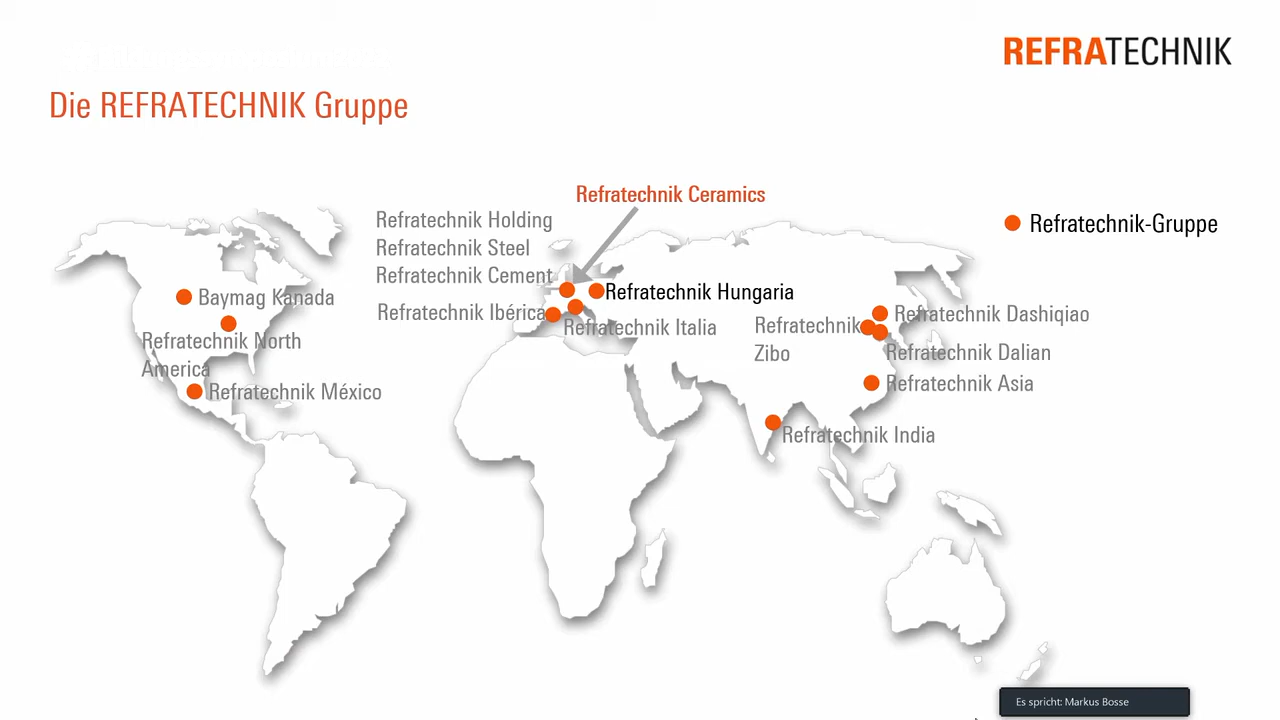 REFRATECHNIK
Die REFRATECHNIK Gruppe
Refratechnik Ceramics
Refratechnik Holding
Refratechnik Steel
Refratechnik Cement
Refratechnik-Gruppe
Baymag Kanada
Refratechnik Hungaria
Refratechnik Ibérica
Refratechnik Italia
Refratechnik North
America
Refratechnik México
Refratechnik
Zibo
Refratechnik Dashiqiao
Refratechnik Dalian
Refratechnik Asia
Refratechnik India
Es spricht: Markus Bosse